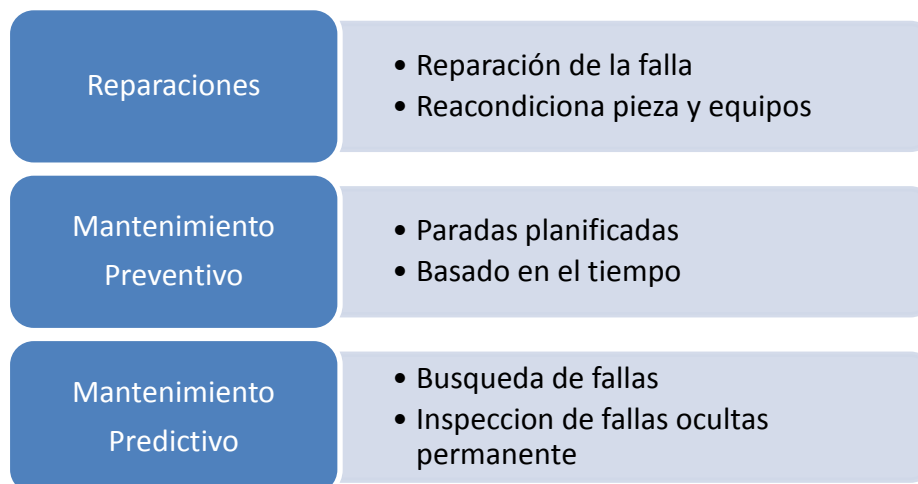 Reparaciones
• Reparación de la falla
• Reacondiciona pieza y equipos
Mantenimiento
Preventivo
• Paradas planificadas
• Basado en el tiempo
Mantenimiento
Predictivo
• Busqueda de fallas
• Inspeccion de fallas ocultas
permanente